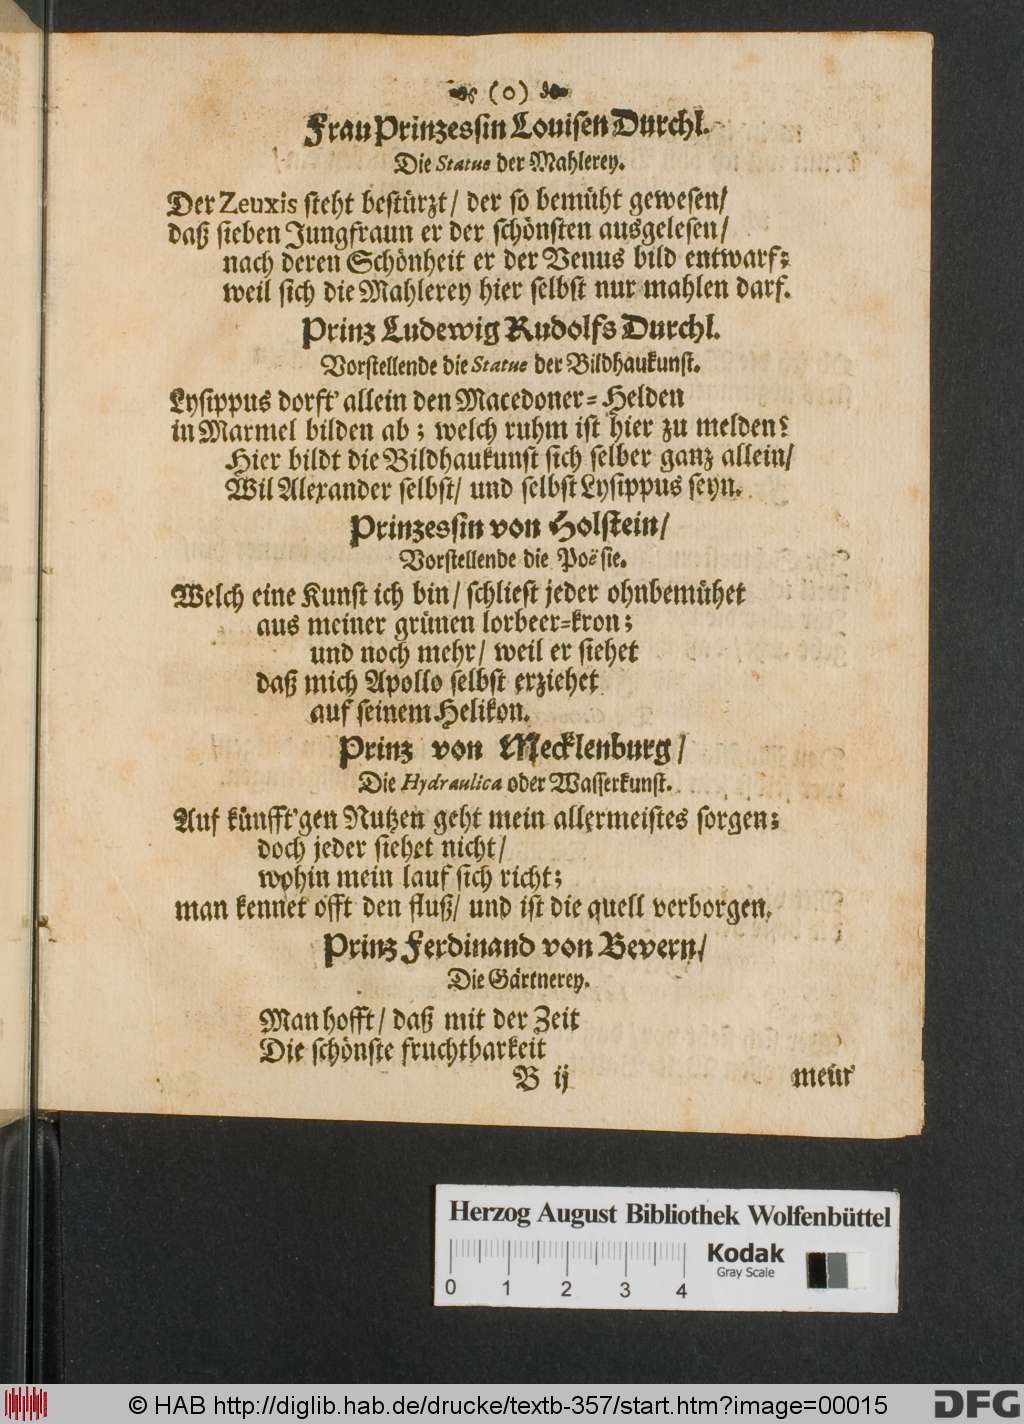 (o)
Frau Prinzessin Louisen Durchl.
Die Statue der Mahlerey.
Der Zeuxis steht bestürzt/ der so bemüht gewesen/
daß sieben Jungfraun er der schönsten ausgelesen/
nach deren Schönheit er der Venus bild entwarf;
weil sich die Mahlerey hier selbst nur mahlen darf.
Prinz Ludewig Rudolfs Durchl.
Vorstellende die Statue der Bildhaukunst.
Lysippus dorft' allein den Macedoner=Helden
in Marmel bilden ab; welch ruhm ist hier zu melden?
Hier bildt die Bildhaukunst sich selber ganz allein/
Wil Alexander selbst/ und selbst Lysippus seyn.
Prinzessin von Holstein/
Vorstellende die Poësie.
Welch eine Kunst ich bin/ schliest jeder ohnbemühet
aus meiner grünen lorbeer=kron;
und noch mehr/ weil er siehet
daß mich Apollo selbst erziehet
auf seinem Helikon.
Prinz von Mecklenburg/
Die Hydraulica oder Wasserkunst.
Auf künfft'gen Nutzen geht mein allermeistes sorgen;
doch jeder siehet nicht/
wohin mein lauf sich richt;
man kennet offt den fluß/ und ist die quell verborgen.
Prinz Ferdinand von Bevern/
Die Gärtnerey.
Man hofft/ daß mit der Zeit
Die schönste fruchtbarkeit
B ij
meur'
Herzog August Bibliothek Wolfenbüttel
Kodak
Gray Scale
0 1 2 3 4
© HAB http://diglib.hab.de/drucke/textb-357/start.htm?image=00015
DFG